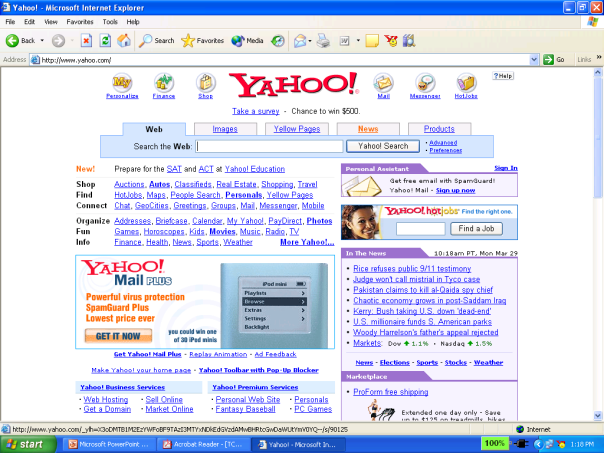 Yahoo! - Microsoft Internet Explorer
File Edit View Favorites Tools Help
Back Search Favorites Media
Address http://www.yahoo.com/ Go Links »
My
Personalize Finance Shop YAHOO! Mail Messenger HotJobs
? Help
Take a survey - Chance to win $500.
Web Images Yellow Pages News Products
Search the Web: Yahoo! Search
· Advanced
· Preferences
New! Prepare for the SAT and ACT at Yahoo! Education
Shop Auctions, Autos, Classifieds, Real Estate, Shopping, Travel
Find HotJobs, Maps, People Search, Personals, Yellow Pages
Connect Chat, GeoCities, Greetings, Groups, Mail, Messenger, Mobile
Organize Addresses, Briefcase, Calendar, My Yahoo!, PayDirect, Photos
Fun Games, Horoscopes, Kids, Movies, Music, Radio, TV
Info Finance, Health, News, Sports, Weather More Yahoo!...
YAHOO!
Mail PLUS
Powerful virus protection
SpamGuard Plus
Lowest price ever
GET IT NOW
you could win one
of 30 iPod minis
iPod mini
Playlists >
Browse >
Extras >
Settings >
Backlight
Get Yahoo! Mail Plus - Replay Animation - Ad Feedback
Make Yahoo! your home page - Yahoo! Toolbar with Pop-Up Blocker
Yahoo! Business Services
· Web Hosting · Sell Online
· Get a Domain · Market Online
Yahoo! Premium Services
· Personal Web Site · Personals
· Fantasy Baseball · PC Games
Personal Assistant Sign In
Get free email with SpamGuard!
Yahoo! Mail - Sign up now
YAHOO! hotjobs Find the right one.
Find a Job
In The News 10:18am PT, Mon Mar 29
• Rice refuses public 9/11 testimony
• Judge won't call mistrial in Tyco case
• Pakistan claims to kill al-Qaida spy chief
• Chaotic economy grows in post-Saddam Iraq
• Kerry: Bush taking U.S. down 'dead-end'
• U.S. millionaire funds S. American parks
• Woody Harrelson's father's appeal rejected
• Markets: Dow ↑ 1.1% · Nasdaq ↑ 1.5%
News - Elections - Sports - Stocks - Weather
Marketplace
• ProForm free shipping
Extended one day only - Save
up to $125 on treadmills, bikes,
Internet
start Microsoft PowerPoint ... Acrobat Reader - [TC... Yahoo! - Microsoft In... 100% 1:18 PM